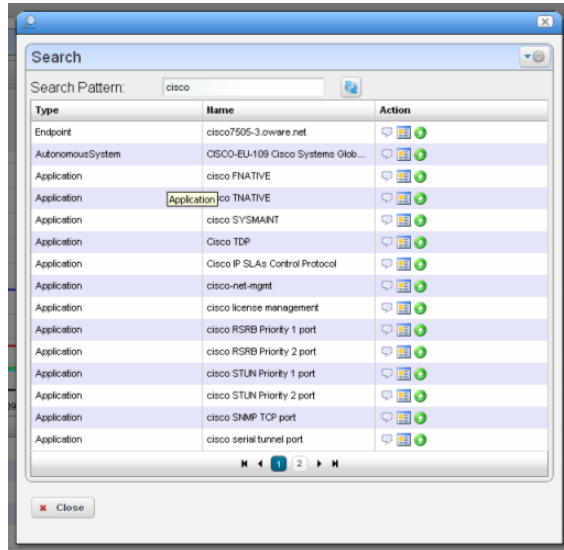 Search
Search Pattern: cisco
Type Name Action
Endpoint cisco7505-3.oware.net
AutonomousSystem CISCO-EU-109 Cisco Systems Glob...
Application cisco FNATIVE
Application Application co TNATIVE
Application cisco SYSMAINT
Application Cisco TDP
Application Cisco IP SLAs Control Protocol
Application cisco-net-mgmt
Application cisco license management
Application cisco RSRB Priority 1 port
Application cisco RSRB Priority 2 port
Application cisco STUN Priority 1 port
Application cisco STUN Priority 2 port
Application cisco SNMP TCP port
Application cisco serial tunnel port
1 2
Close